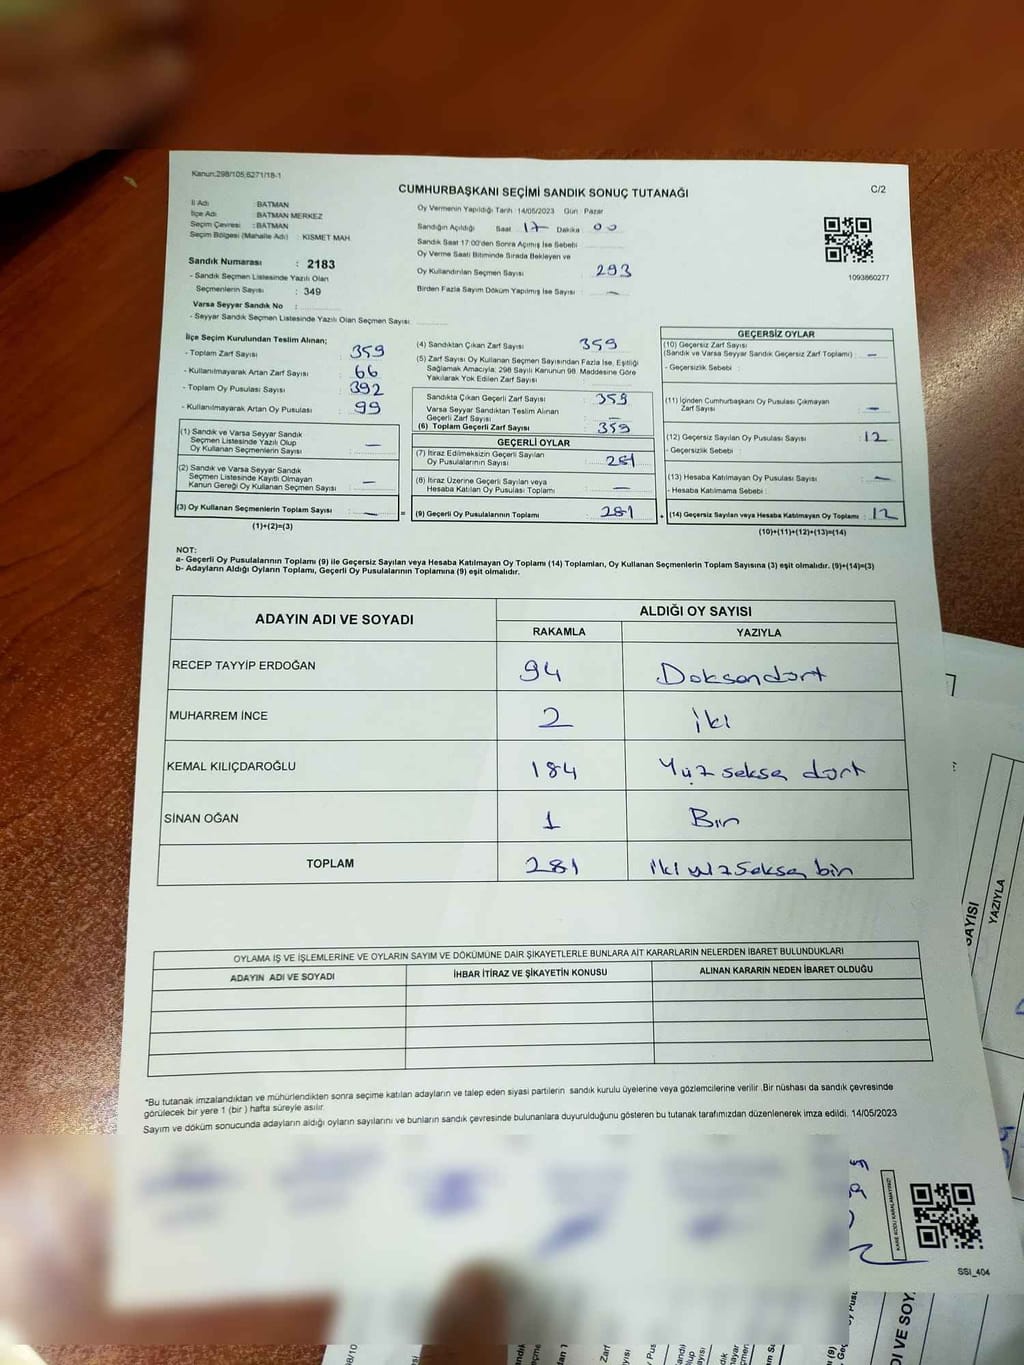 Kanun:298/105;6271/18-1
CUMHURBAŞKANI SEÇİMİ SANDIK SONUÇ TUTANAĞI
C/2
İl Adı : BATMAN
İlçe Adı : BATMAN MERKEZ
Seçim Çevresi : BATMAN
Seçim Bölgesi (Mahalle Adı) : KISMET MAH.
Sandık Numarası : 2183
- Sandık Seçmen Listesinde Yazılı Olan
Seçmenlerin Sayısı : 349
Varsa Seyyar Sandık No :
- Seyyar Sandık Seçmen Listesinde Yazılı Olan Seçmen Sayısı:
Oy Vermenin Yapıldığı Tarih :14/05/2023 Gün : Pazar
Sandığın Açıldığı Saat 17 Dakika 00
Sandık Saat 17:00'den Sonra Açımış İse Sebebi
Oy Verme Saati Bitiminde Sırada Bekleyen ve
Oy Kullandırılan Seçmen Sayısı : 293
Birden Fazla Sayım Döküm Yapılmış İse Sayısı : —
1093860277
İlçe Seçim Kurulundan Teslim Alınan;
- Toplam Zarf Sayısı : 359
- Kullanılmayarak Artan Zarf Sayısı : 66
- Toplam Oy Pusulası Sayısı : 392
- Kullanılmayarak Artan Oy Pusulası : 99
(1) Sandık ve Varsa Seyyar Sandık
Seçmen Listesinde Yazılı Olup
Oy Kullanan Seçmenlerin Sayısı : —
(2) Sandık ve Varsa Seyyar Sandık
Seçmen Listesinde Kayıtlı Olmayan
Kanun Gereği Oy Kullanan Seçmen Sayısı : —
(3) Oy Kullanan Seçmenlerin Toplam Sayısı : —
(1)+(2)=(3)
(4) Sandıktan Çıkan Zarf Sayısı : 359
(5) Zarf Sayısı Oy Kullanan Seçmen Sayısından Fazla İse, Eşitliği
Sağlamak Amacıyla; 298 Sayılı Kanunun 98. Maddesine Göre
Yakılarak Yok Edilen Zarf Sayısı :
Sandıkta Çıkan Geçerli Zarf Sayısı : 359
Varsa Seyyar Sandıktan Teslim Alınan
Geçerli Zarf Sayısı : —
(6) Toplam Geçerli Zarf Sayısı : 359
GEÇERLİ OYLAR
(7) İtiraz Edilmeksizin Geçerli Sayılan
Oy Pusulalarının Sayısı : 281
(8) İtiraz Üzerine Geçerli Sayılan veya
Hesaba Katılan Oy Pusulası Toplamı : —
(9) Geçerli Oy Pusulalarının Toplamı : 281
GEÇERSİZ OYLAR
(10) Geçersiz Zarf Sayısı
(Sandık ve Varsa Seyyar Sandık Geçersiz Zarf Toplamı) : —
- Geçersizlik Sebebi :
(11) İçinden Cumhurbaşkanı Oy Pusulası Çıkmayan
Zarf Sayısı : —
(12) Geçersiz Sayılan Oy Pusulası Sayısı : 12
- Geçersizlik Sebebi :
(13) Hesaba Katılmayan Oy Pusulası Sayısı : —
- Hesaba Katılmama Sebebi :
(14) Geçersiz Sayılan veya Hesaba Katılmayan Oy Toplamı : 12
(10)+(11)+(12)+(13)=(14)
NOT:
a- Geçerli Oy Pusulalarının Toplamı (9) ile Geçersiz Sayılan veya Hesaba Katılmayan Oy Toplamı (14) Toplamları, Oy Kullanan Seçmenlerin Toplam Sayısına (3) eşit olmalıdır. (9)+(14)=(3)
b- Adayların Aldığı Oyların Toplamı, Geçerli Oy Pusulalarının Toplamına (9) eşit olmalıdır.
ADAYIN ADI VE SOYADI
ALDIĞI OY SAYISI
RAKAMLA YAZIYLA
RECEP TAYYİP ERDOĞAN 94 Doksandört
MUHARREM İNCE 2 iki
KEMAL KILIÇDAROĞLU 184 Yüz seksen dört
SİNAN OĞAN 1 Bir
TOPLAM 281 iki yüz seksen bir
OYLAMA İŞ VE İŞLEMLERİNE VE OYLARIN SAYIM VE DÖKÜMÜNE DAİR ŞİKAYETLERLE BUNLARA AİT KARARLARIN NELERDEN İBARET BULUNDUKLARI
ADAYIN ADI VE SOYADI İHBAR İTİRAZ VE ŞİKAYETİN KONUSU ALINAN KARARIN NEDEN İBARET OLDUĞU
*Bu tutanak imzalandıktan ve mühürlendikten sonra seçime katılan adayların ve talep eden siyasi partilerin sandık kurulu üyelerine veya gözlemcilerine verilir .Bir nüshası da sandık çevresinde
görülecek bir yere 1 (bir ) hafta süreyle asılır.
Sayım ve döküm sonucunda adayların aldığı oyların sayılarını ve bunların sandık çevresinde bulunanlara duyurulduğunu gösteren bu tutanak tarafımızdan düzenlenerek imza edildi. 14/05/2023
KARE KODU KARALAMAYINIZ!
SSI_404
SAYISI
YAZIYLA